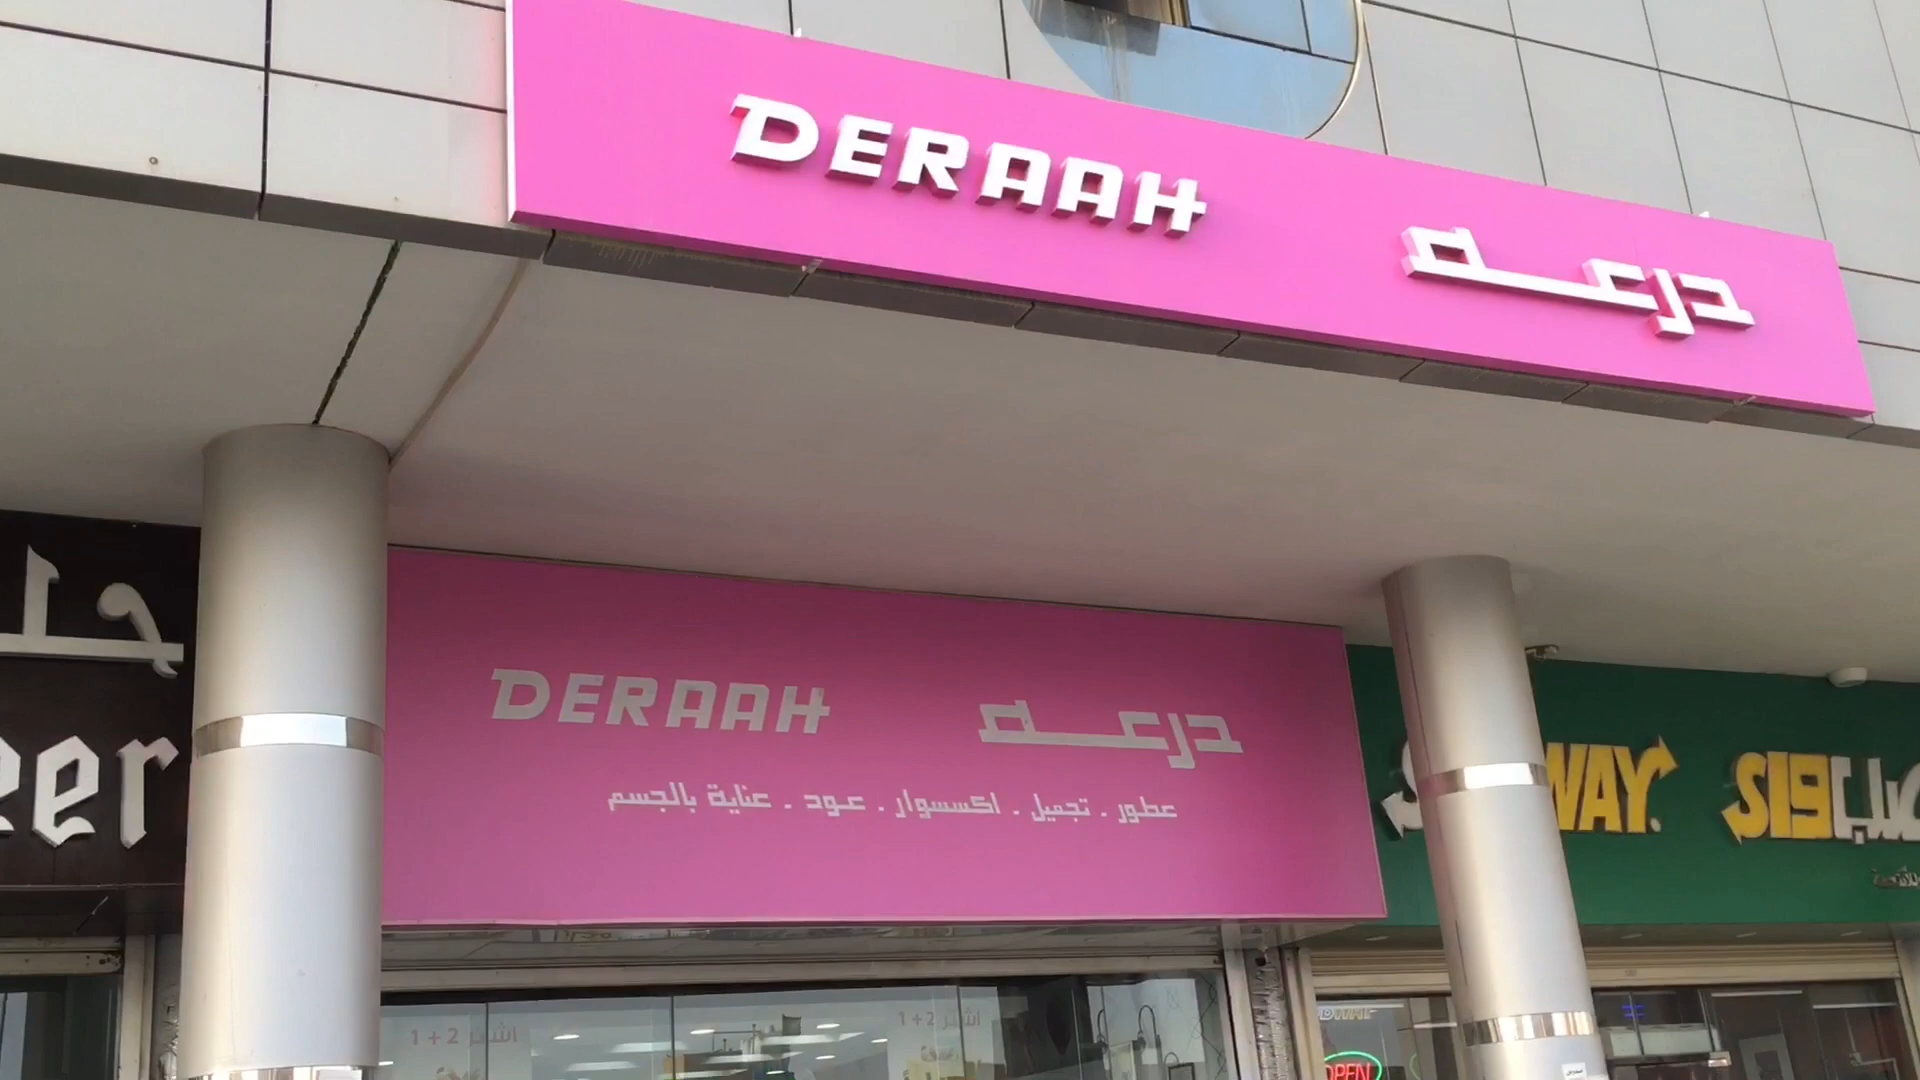 DERAAH درعه
DERAAH درعه
عطور . تجميل . اكسسوار . عود . عناية بالجسم
WAY.
صب واي
eer
اشتر 2 + 1
اشتر 2 + 1
OPEN